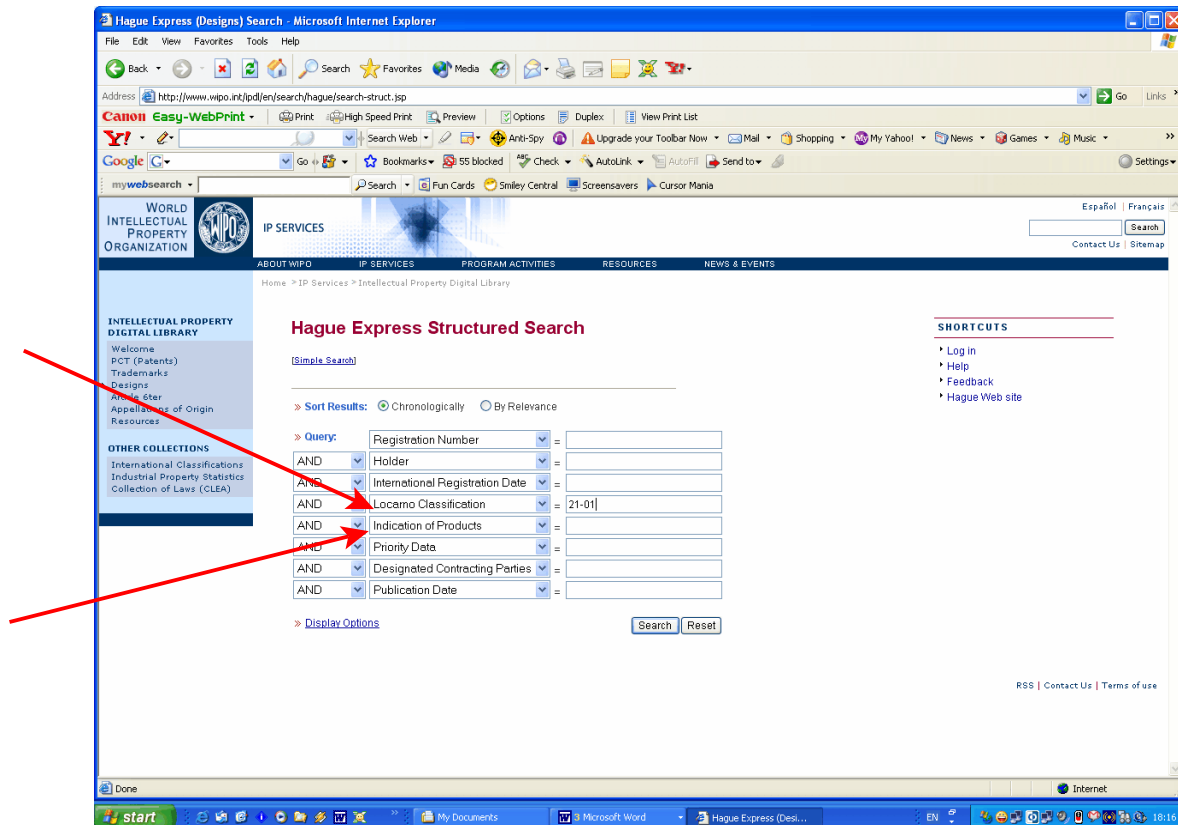 Hague Express (Designs) Search - Microsoft Internet Explorer
File Edit View Favorites Tools Help
Back Search Favorites Media
Address http://www.wipo.int/ipdl/en/search/hague/search-struct.jsp Go Links
Canon Easy-WebPrint Print High Speed Print Preview Options Duplex View Print List
Y! Search Web Anti-Spy Upgrade your Toolbar Now Mail Shopping My Yahoo! News Games Music
Google G Go Bookmarks 55 blocked ABC Check AutoLink AutoFill Send to Settings
mywebsearch Search Fun Cards Smiley Central Screensavers Cursor Mania
WORLD
INTELLECTUAL
PROPERTY
ORGANIZATION
WIPO
IP SERVICES
Español | Français
Search
Contact Us | Sitemap
ABOUT WIPO IP SERVICES PROGRAM ACTIVITIES RESOURCES NEWS & EVENTS
Home > IP Services > Intellectual Property Digital Library
INTELLECTUAL PROPERTY
DIGITAL LIBRARY
Welcome
PCT (Patents)
Trademarks
Designs
Article 6ter
Appellations of Origin
Resources
OTHER COLLECTIONS
International Classifications
Industrial Property Statistics
Collection of Laws (CLEA)
Hague Express Structured Search
[Simple Search]
» Sort Results: Chronologically By Relevance
» Query: Registration Number =
AND Holder =
AND International Registration Date =
AND Locarno Classification = 21-01
AND Indication of Products =
AND Priority Data =
AND Designated Contracting Parties =
AND Publication Date =
» Display Options Search Reset
SHORTCUTS
Log in
Help
Feedback
Hague Web site
RSS | Contact Us | Terms of use
Done Internet
start My Documents 3 Microsoft Word Hague Express (Desi... EN 18:16